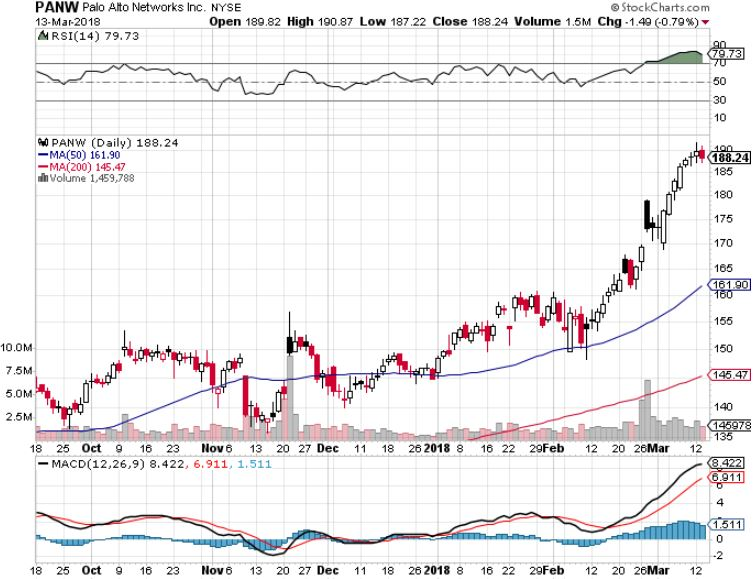 PANW Palo Alto Networks Inc. NYSE © StockCharts.com
13-Mar-2018 Open 189.82 High 190.87 Low 187.22 Close 188.24 Volume 1.5M Chg -1.49 (-0.79%)
RSI(14) 79.73
90
79.73
70
50
30
10
PANW (Daily) 188.24
MA(50) 161.90
MA(200) 145.47
Volume 1,459,788
190
188.24
185
180
175
170
165
161.90
160
155
150
145.47
140
145978
135
10.0M
7.5M
5.0M
2.5M
18 25 Oct 9 16 23 Nov 6 13 20 27 Dec 11 18 26 2018 8 16 22 29 Feb 12 20 26 Mar 12
MACD(12,26,9) 8.422, 6.911, 1.511
8.422
6.911
6
4
2
1.511
0
-2
18 25 Oct 9 16 23 Nov 6 13 20 27 Dec 11 18 26 2018 8 16 22 29 Feb 12 20 26 Mar 12